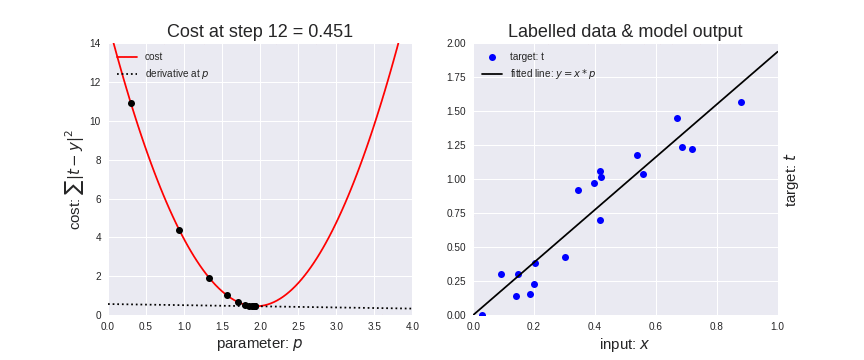 Cost at step 12 = 0.451
cost: ∑|t − y|²
14
12
10
8
6
4
2
0
cost
derivative at p
0.0 0.5 1.0 1.5 2.0 2.5 3.0 3.5 4.0
parameter: p
Labelled data & model output
2.00
1.75
1.50
1.25
1.00
0.75
0.50
0.25
0.00
target: t
fitted line: y = x * p
0.0 0.2 0.4 0.6 0.8 1.0
input: x
target: t